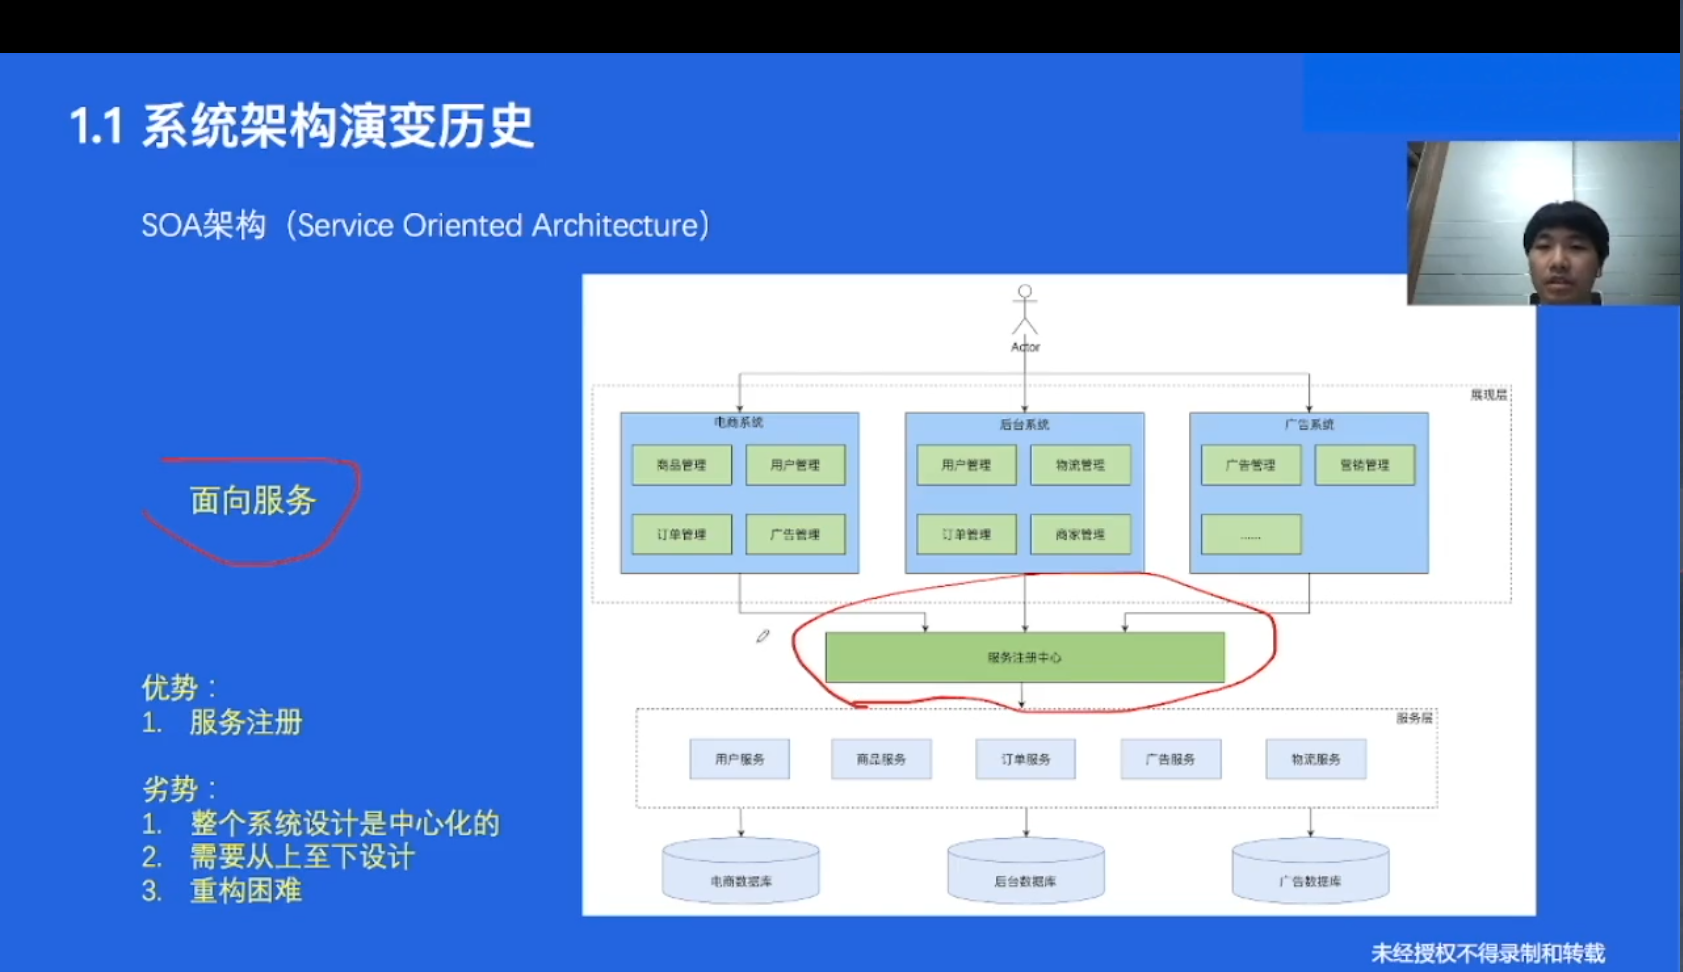 1.1 系统架构演变历史
SOA架构（Service Oriented Architecture）
面向服务
优势：
1. 服务注册
劣势：
1. 整个系统设计是中心化的
2. 需要从上至下设计
3. 重构困难
Actor
展现层
电商系统
商品管理
用户管理
订单管理
广告管理
后台系统
用户管理
物流管理
订单管理
商家管理
广告系统
广告管理
营销管理
......
服务注册中心
服务层
用户服务
商品服务
订单服务
广告服务
物流服务
电商数据库
后台数据库
广告数据库
未经授权不得录制和转载